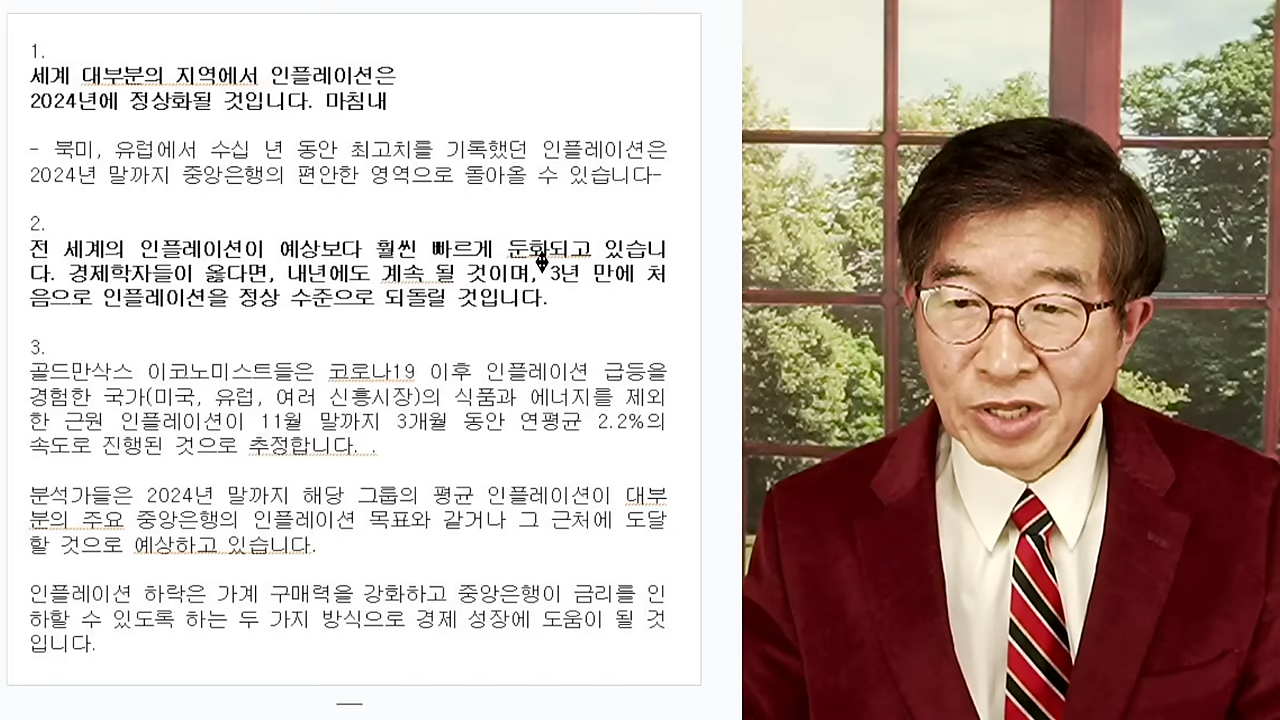 1.
세계 대부분의 지역에서 인플레이션은
2024년에 정상화될 것입니다. 마침내
- 북미, 유럽에서 수십 년 동안 최고치를 기록했던 인플레이션은
2024년 말까지 중앙은행의 편안한 영역으로 돌아올 수 있습니다-
2.
전 세계의 인플레이션이 예상보다 훨씬 빠르게 둔화되고 있습니
다. 경제학자들이 옳다면, 내년에도 계속 될 것이며, 3년 만에 처
음으로 인플레이션을 정상 수준으로 되돌릴 것입니다.
3.
골드만삭스 이코노미스트들은 코로나19 이후 인플레이션 급등을
경험한 국가(미국, 유럽, 여러 신흥시장)의 식품과 에너지를 제외
한 근원 인플레이션이 11월 말까지 3개월 동안 연평균 2.2%의
속도로 진행된 것으로 추정합니다. .
분석가들은 2024년 말까지 해당 그룹의 평균 인플레이션이 대부
분의 주요 중앙은행의 인플레이션 목표와 같거나 그 근처에 도달
할 것으로 예상하고 있습니다.
인플레이션 하락은 가계 구매력을 강화하고 중앙은행이 금리를 인
하할 수 있도록 하는 두 가지 방식으로 경제 성장에 도움이 될 것
입니다.